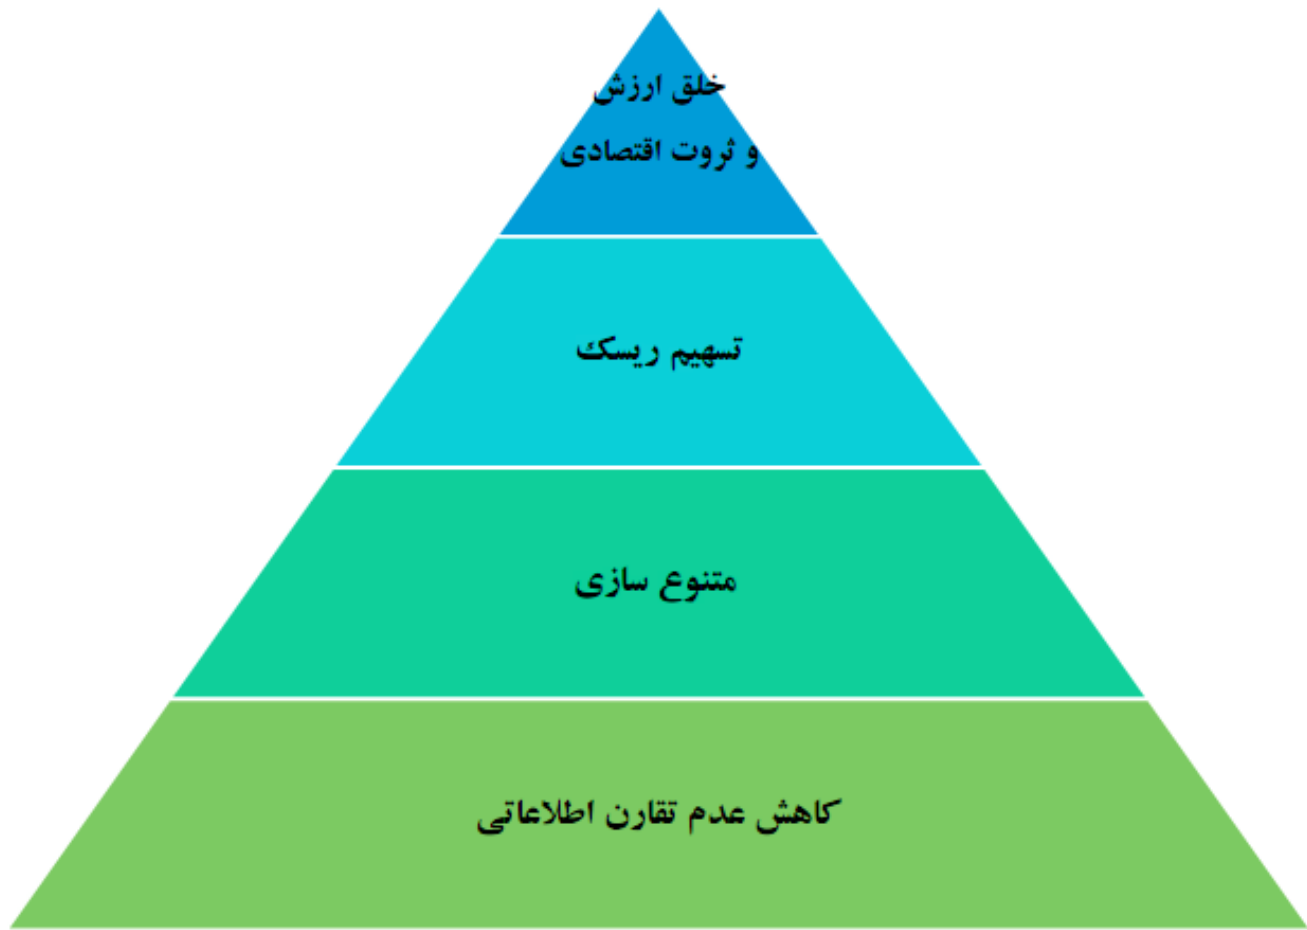 خلق ارزش
و ثروت اقتصادی
تسهیم ریسک
متنوع سازی
کاهش عدم تقارن اطلاعاتی